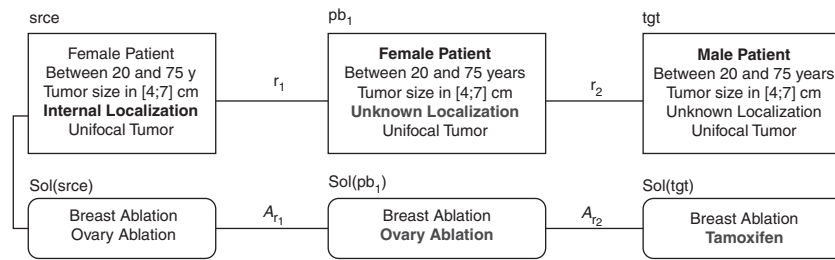 srce
pb1
tgt
Female Patient
Between 20 and 75 y
Tumor size in [4;7] cm
Internal Localization
Unifocal Tumor
r1
Female Patient
Between 20 and 75 years
Tumor size in [4;7] cm
Unknown Localization
Unifocal Tumor
r2
Male Patient
Between 20 and 75 years
Tumor size in [4;7] cm
Unknown Localization
Unifocal Tumor
Sol(srce)
Sol(pb1)
Sol(tgt)
Breast Ablation
Ovary Ablation
Ar1
Breast Ablation
Ovary Ablation
Ar2
Breast Ablation
Tamoxifen